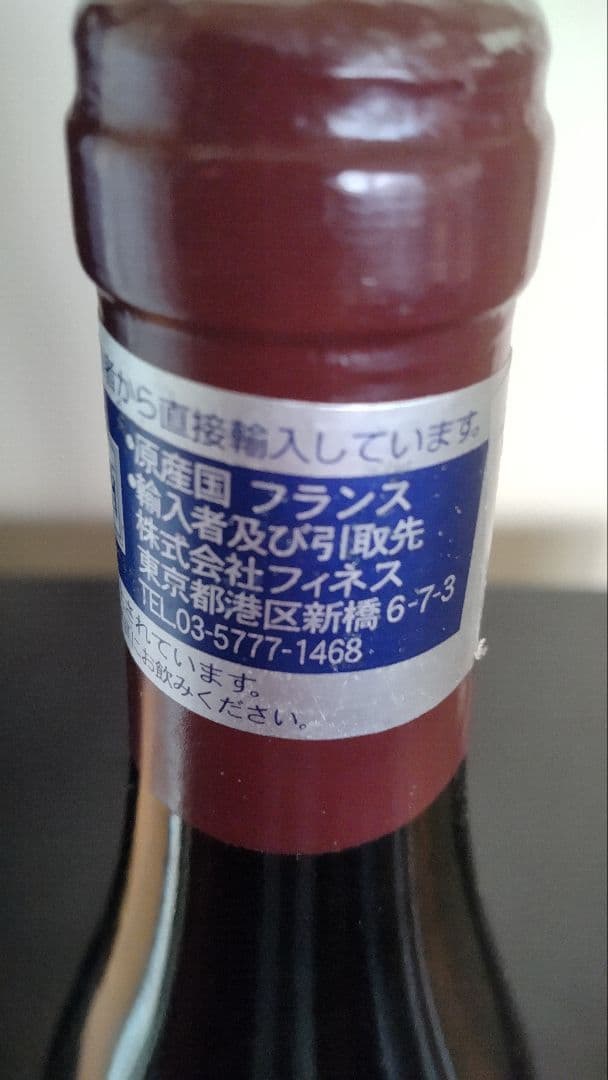 者から直接輸入しています。
・原産国 フランス
・輸入者及び引取先
株式会社フィネス
東京都港区新橋6-7-3
TEL03-5777-1468
されています。
にお飲みください。